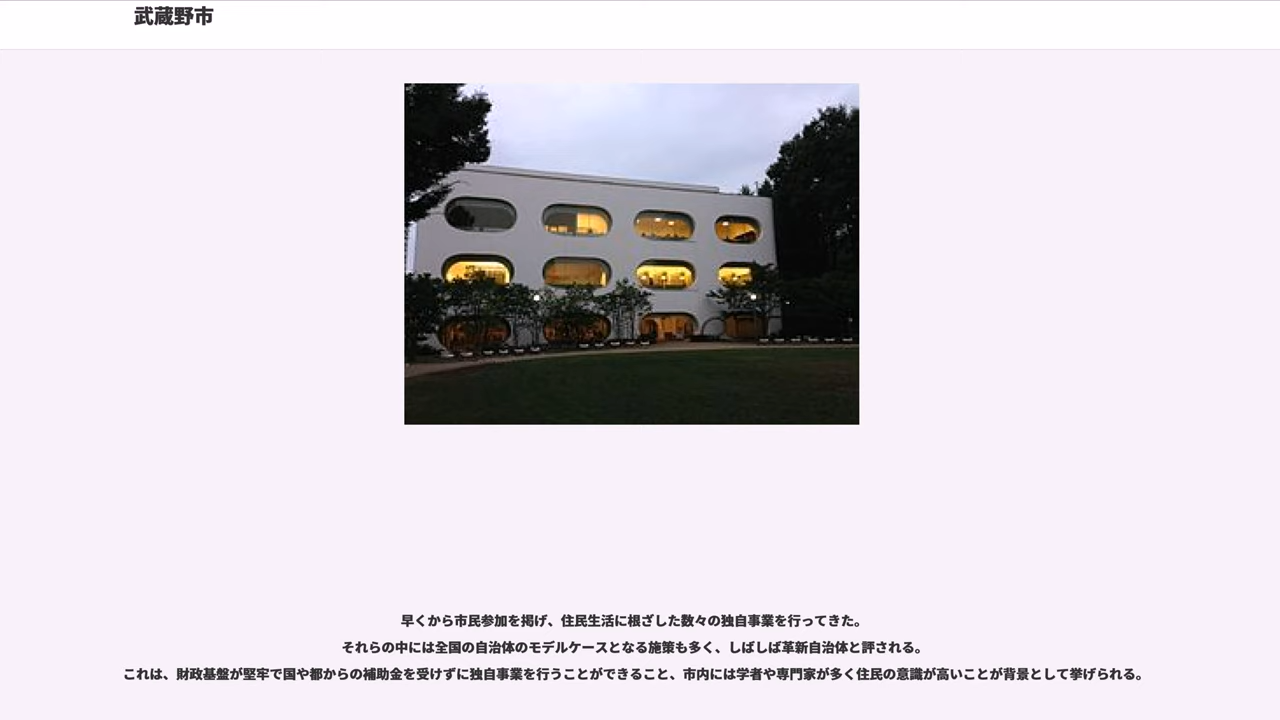 武蔵野市
早くから市民参加を掲げ、住民生活に根ざした数々の独自事業を行ってきた。
それらの中には全国の自治体のモデルケースとなる施策も多く、しばしば革新自治体と評される。
これは、財政基盤が堅牢で国や都からの補助金を受けずに独自事業を行うことができること、市内には学者や専門家が多く住民の意識が高いことが背景として挙げられる。